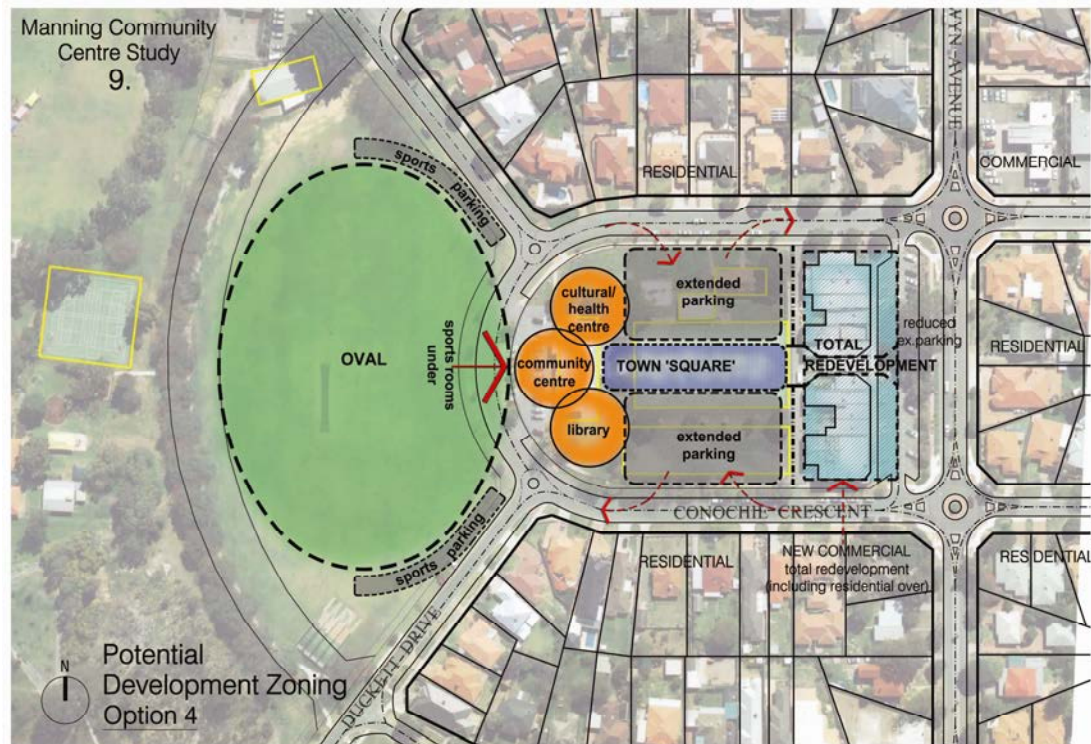 Manning Community
Centre Study
9.
WN AVENUE
COMMERCIAL
RESIDENTIAL
sports parking
cultural/
health
centre
extended
parking
reduced
ex.parking
RESIDENTIAL
OVAL
sports rooms
under
community
centre
TOWN 'SQUARE'
TOTAL
REDEVELOPMENT
library
extended
parking
CONOCHIE CRESCENT
sports parking
RESIDENTIAL
NEW COMMERCIAL
total redevelopment
(including residential over)
RESIDENTIAL
DUCKETT DRIVE
N
Potential
Development Zoning
Option 4